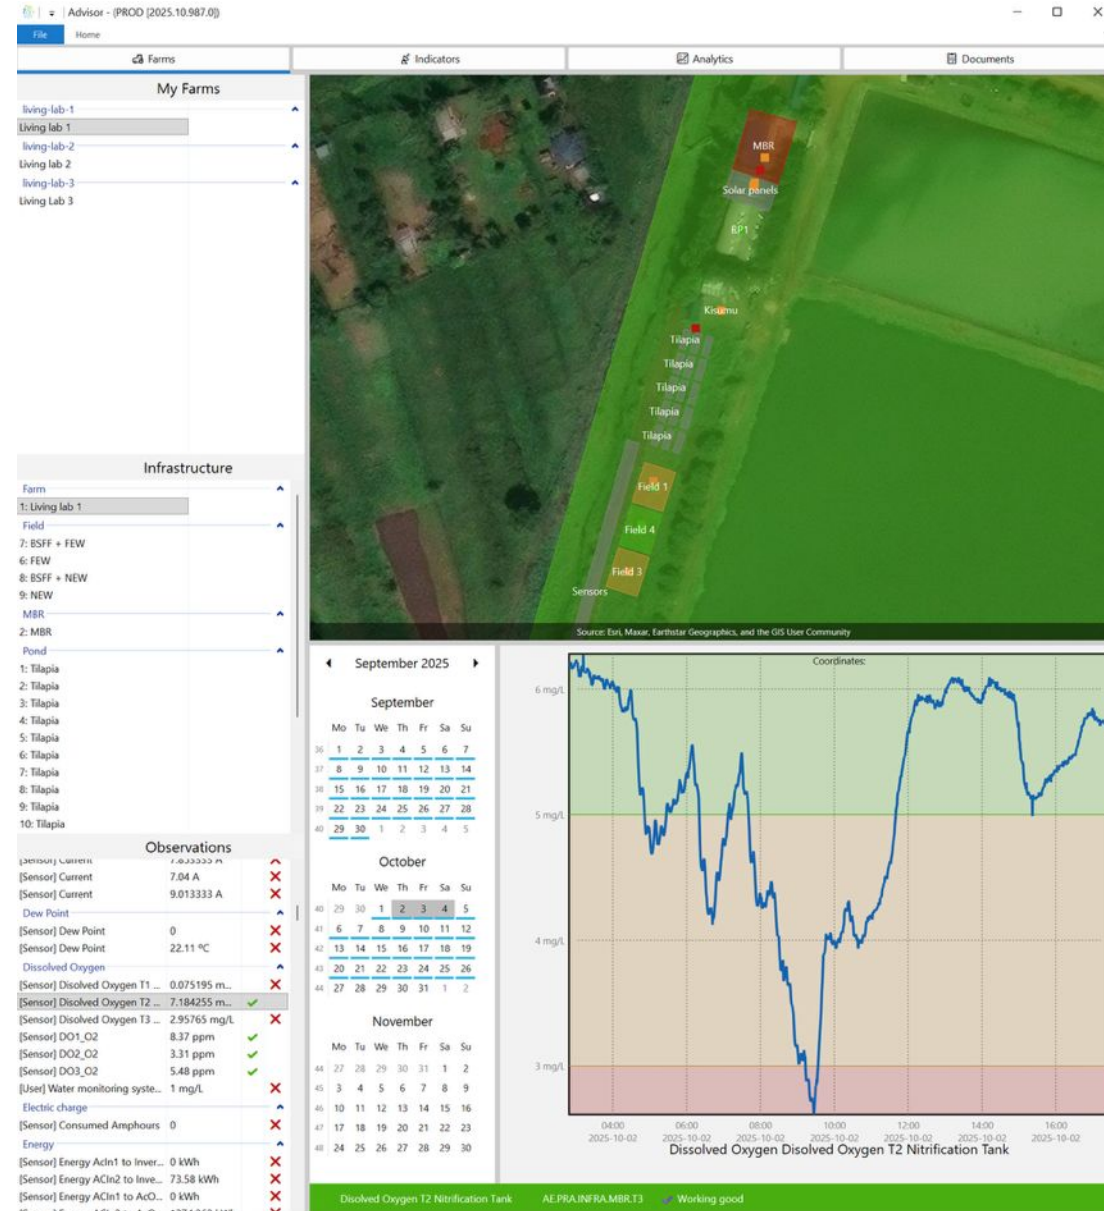 Advisor - (PROD [2025.10.987.0])
File Home
Farms Indicators Analytics Documents
My Farms
living-lab-1
Living lab 1
living-lab-2
Living lab 2
living-lab-3
Living Lab 3
MBR
Solar panels
BP1
Kisumu
Tilapia
Tilapia
Tilapia
Tilapia
Tilapia
Field 1
Field 4
Field 3
Sensors
Source: Esri, Maxar, Earthstar Geographics, and the GIS User Community
Infrastructure
Farm
1: Living lab 1
Field
7: BSFF + FEW
6: FEW
8: BSFF + NEW
9: NEW
MBR
2: MBR
Pond
1: Tilapia
2: Tilapia
3: Tilapia
4: Tilapia
5: Tilapia
6: Tilapia
7: Tilapia
8: Tilapia
9: Tilapia
10: Tilapia
Observations
[Sensor] Current 7.853333 A
[Sensor] Current 7.04 A
[Sensor] Current 9.013333 A
Dew Point
[Sensor] Dew Point 0
[Sensor] Dew Point 22.11 ºC
Dissolved Oxygen
[Sensor] Disolved Oxygen T1 ... 0.075195 m...
[Sensor] Disolved Oxygen T2 ... 7.184255 m...
[Sensor] Disolved Oxygen T3 ... 2.95765 mg/L
[Sensor] DO1_O2 8.37 ppm
[Sensor] DO2_O2 3.31 ppm
[Sensor] DO3_O2 5.48 ppm
[User] Water monitoring syste... 1 mg/L
Electric charge
[Sensor] Consumed Amphours 0
Energy
[Sensor] Energy AcIn1 to Inver... 0 kWh
[Sensor] Energy ACIn2 to Inve... 73.58 kWh
[Sensor] Energy ACIn1 to AcO... 0 kWh
September 2025
September
Mo Tu We Th Fr Sa Su
36 1 2 3 4 5 6 7
37 8 9 10 11 12 13 14
38 15 16 17 18 19 20 21
39 22 23 24 25 26 27 28
40 29 30 1 2 3 4 5
October
Mo Tu We Th Fr Sa Su
40 29 30 1 2 3 4 5
41 6 7 8 9 10 11 12
42 13 14 15 16 17 18 19
43 20 21 22 23 24 25 26
44 27 28 29 30 31 1 2
November
Mo Tu We Th Fr Sa Su
44 27 28 29 30 31 1 2
45 3 4 5 6 7 8 9
46 10 11 12 13 14 15 16
47 17 18 19 20 21 22 23
48 24 25 26 27 28 29 30
Coordinates:
6 mg/L
5 mg/L
4 mg/L
3 mg/L
04:00 06:00 08:00 10:00 12:00 14:00 16:00
2025-10-02 2025-10-02 2025-10-02 2025-10-02 2025-10-02 2025-10-02 2025-10-02
Dissolved Oxygen Disolved Oxygen T2 Nitrification Tank
Disolved Oxygen T2 Nitrification Tank AE.PRA.INFRA.MBR.T3 Working good